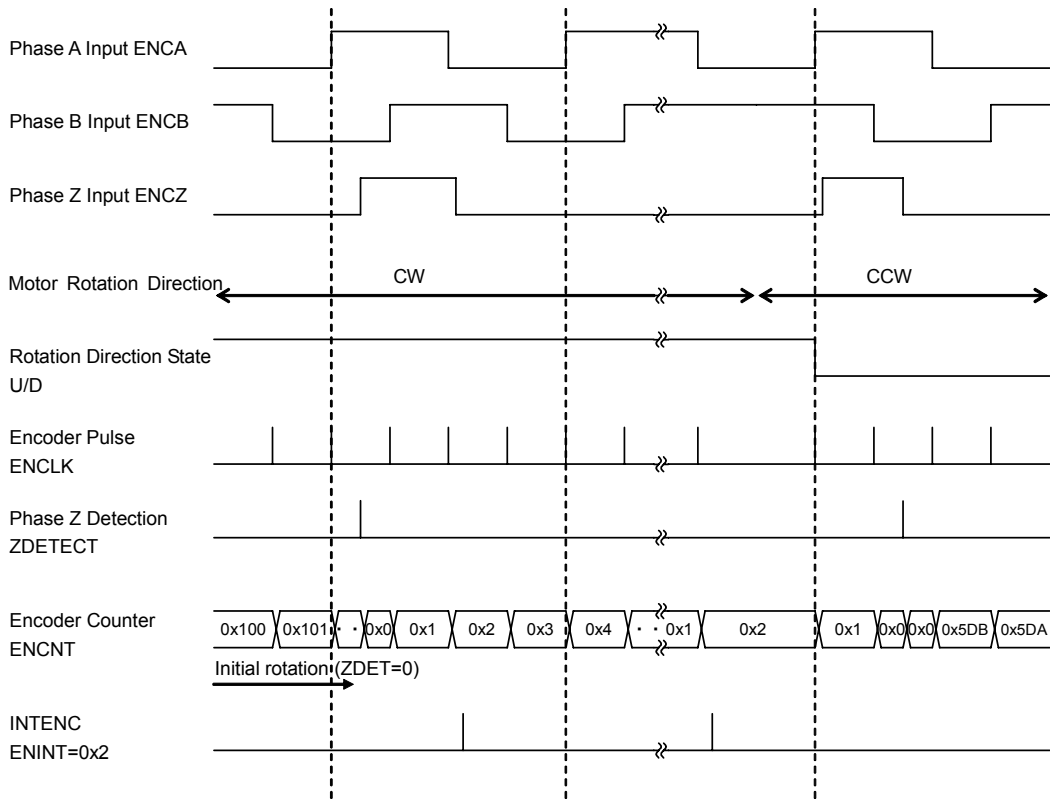 Phase A Input ENCA
Phase B Input ENCB
Phase Z Input ENCZ
Motor Rotation Direction
CW
CCW
Rotation Direction State
U/D
Encoder Pulse
ENCLK
Phase Z Detection
ZDETECT
Encoder Counter
ENCNT
0x100 0x101 · · 0x0 0x1 0x2 0x3 0x4 · · 0x1 0x2 0x1 0x0 0x0 0x5DB 0x5DA
Initial rotation (ZDET=0)
INTENC
ENINT=0x2